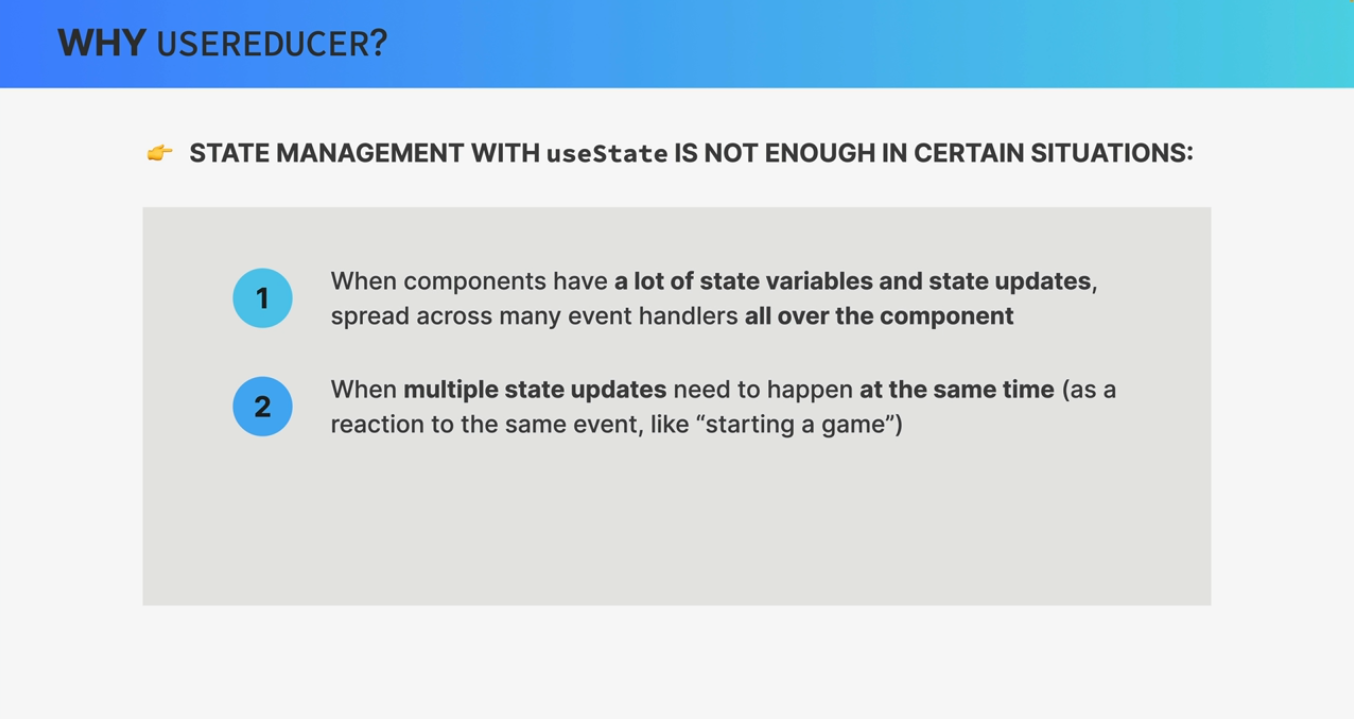 WHY USEREDUCER?
👉 STATE MANAGEMENT WITH useState IS NOT ENOUGH IN CERTAIN SITUATIONS:
1
When components have a lot of state variables and state updates,
spread across many event handlers all over the component
2
When multiple state updates need to happen at the same time (as a
reaction to the same event, like “starting a game”)